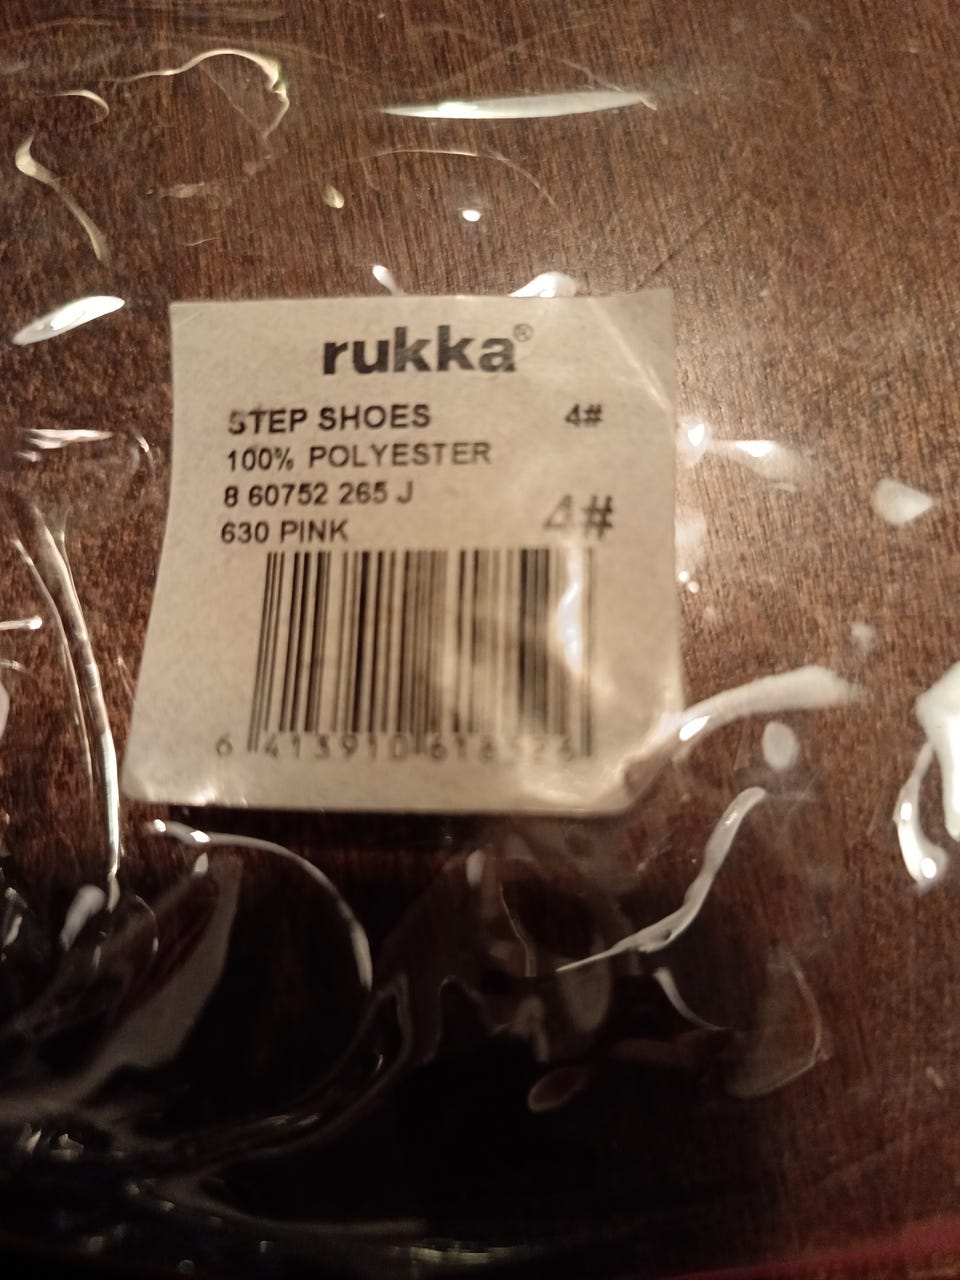 rukka®
STEP SHOES 4#
100% POLYESTER
8 60752 265 J
630 PINK 4#